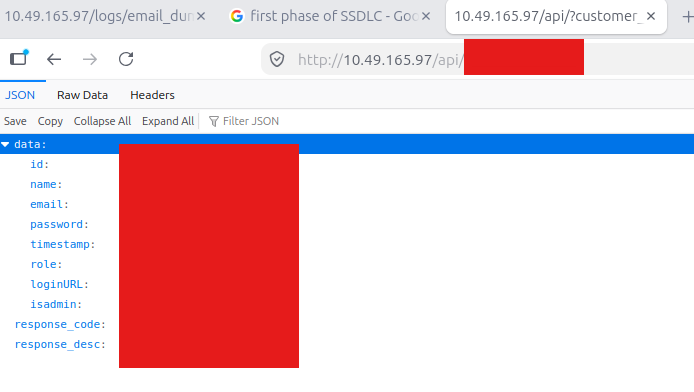 10.49.165.97/logs/email_dun
first phase of SSDLC - Goo
10.49.165.97/api/?customer_
http://10.49.165.97/api/
JSON
Raw Data
Headers
Save Copy Collapse All Expand All Filter JSON
data:
id:
name:
email:
password:
timestamp:
role:
loginURL:
isadmin:
response_code:
response_desc: